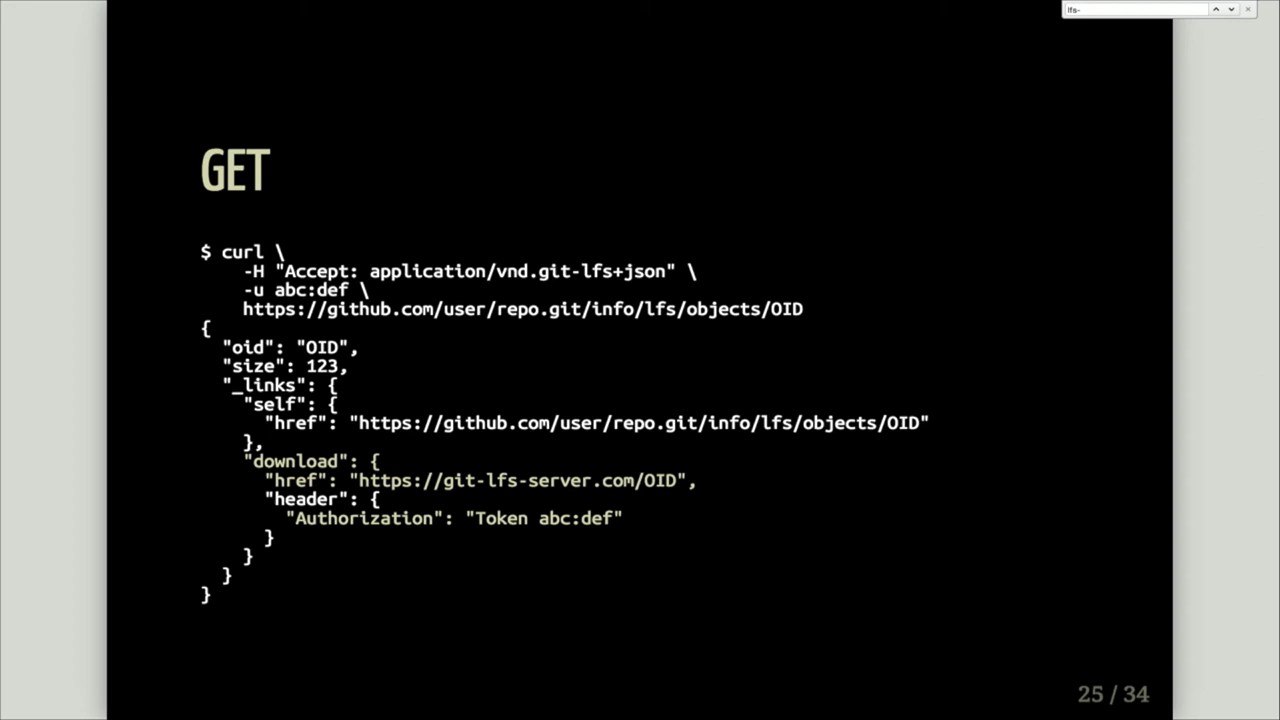 lfs-
GET
$ curl \
    -H "Accept: application/vnd.git-lfs+json" \
    -u abc:def \
    https://github.com/user/repo.git/info/lfs/objects/OID
{
  "oid": "OID",
  "size": 123,
  "_links": {
    "self": {
      "href": "https://github.com/user/repo.git/info/lfs/objects/OID"
    },
    "download": {
      "href": "https://git-lfs-server.com/OID",
      "header": {
        "Authorization": "Token abc:def"
      }
    }
  }
}
25 / 34